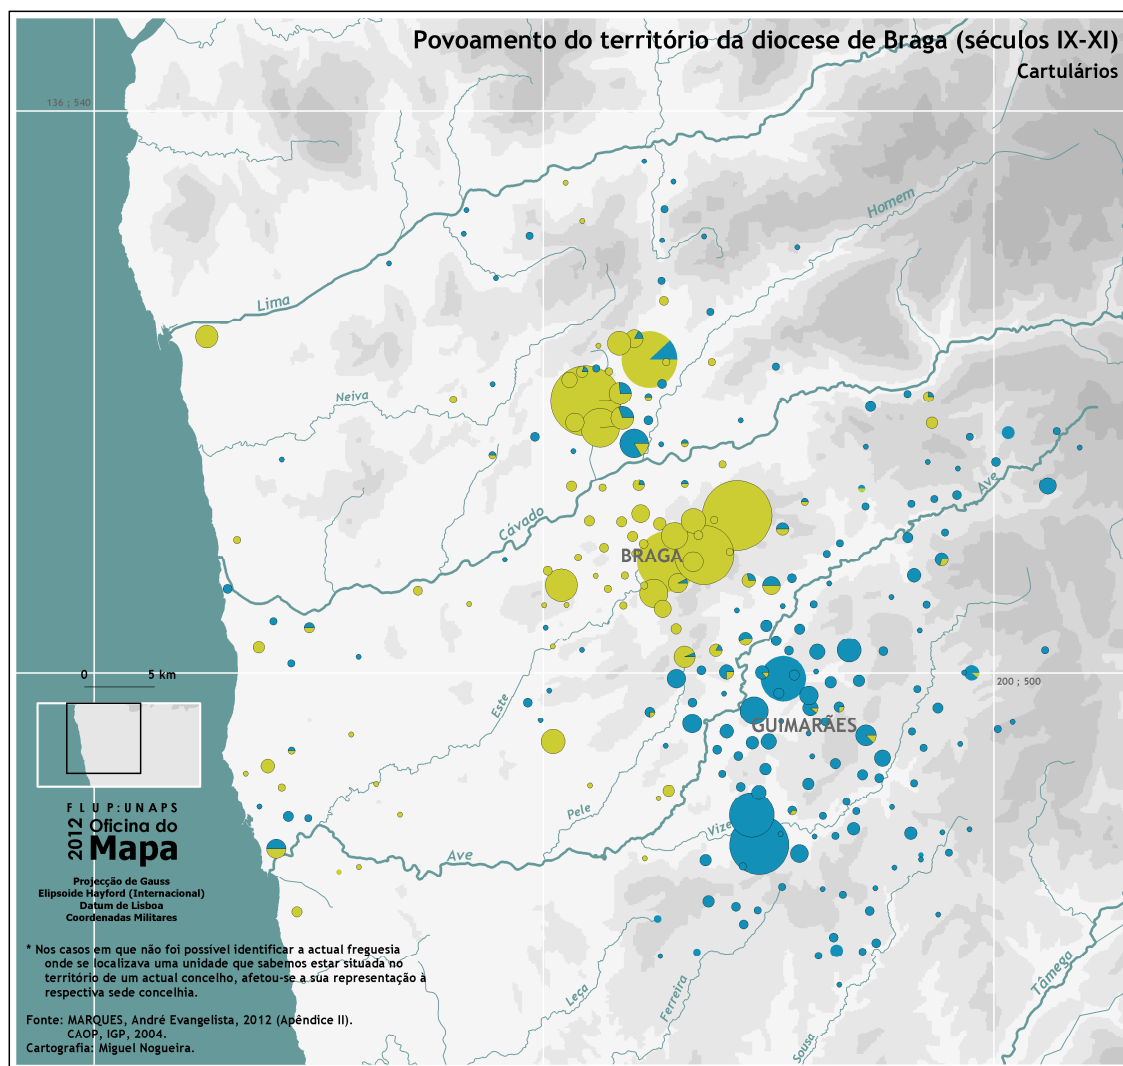 Povoamento do território da diocese de Braga (séculos IX-XI)
Cartulários
136 ; 540
Homem
Lima
Neiva
Cávado
Ave
BRAGA
Este
200 ; 500
GUIMARÃES
0 5 km
Pele
Vize
Ave
F L U P : U N A P S
2012 Oficina do
Mapa
Projecção de Gauss
Elipsoide Hayford (Internacional)
Datum de Lisboa
Coordenadas Militares
* Nos casos em que não foi possível identificar a actual freguesia
onde se localizava uma unidade que sabemos estar situada no
território de um actual concelho, afetou-se a sua representação à
respectiva sede concelhia.
Leça
Ferreira
Sousa
Tâmega
Fonte: MARQUES, André Evangelista, 2012 (Apêndice II).
CAOP, IGP, 2004.
Cartografia: Miguel Nogueira.